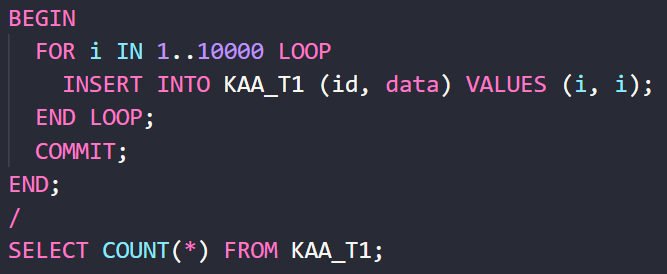 BEGIN
  FOR i IN 1..10000 LOOP
    INSERT INTO KAA_T1 (id, data) VALUES (i, i);
  END LOOP;
  COMMIT;
END;
/
SELECT COUNT(*) FROM KAA_T1;